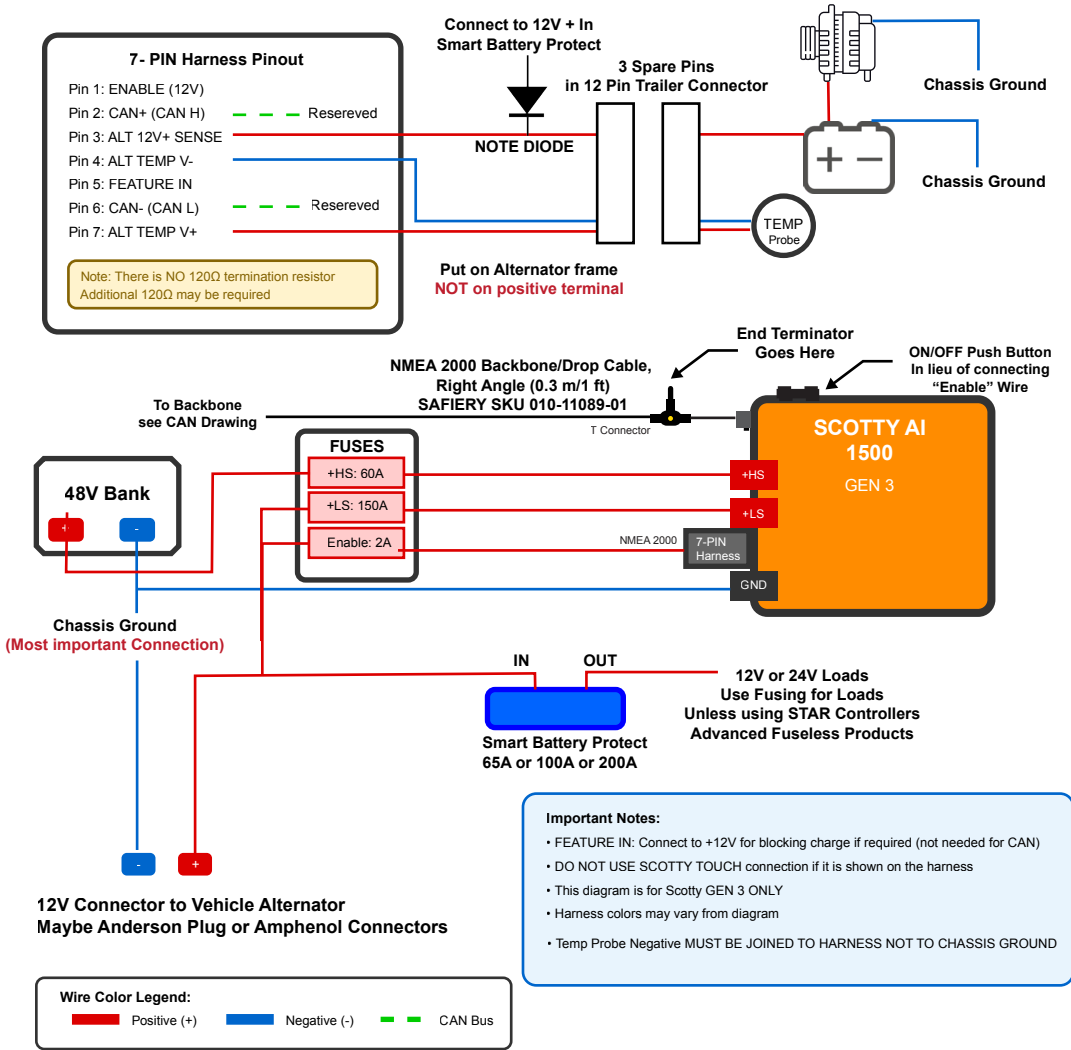 7- PIN Harness Pinout
Pin 1: ENABLE (12V)
Pin 2: CAN+ (CAN H)
Resereved
Pin 3: ALT 12V+ SENSE
Pin 4: ALT TEMP V-
Pin 5: FEATURE IN
Pin 6: CAN- (CAN L)
Resereved
Pin 7: ALT TEMP V+
Note: There is NO 120Ω termination resistor
Additional 120Ω may be required
Connect to 12V + In
Smart Battery Protect
NOTE DIODE
3 Spare Pins
in 12 Pin Trailer Connector
Chassis Ground
+ −
Chassis Ground
TEMP
Probe
Put on Alternator frame
NOT on positive terminal
End Terminator
Goes Here
ON/OFF Push Button
In lieu of connecting
“Enable” Wire
NMEA 2000 Backbone/Drop Cable,
Right Angle (0.3 m/1 ft)
SAFIERY SKU 010-11089-01
To Backbone
see CAN Drawing
T Connector
FUSES
+HS: 60A
+LS: 150A
Enable: 2A
48V Bank
+ -
SCOTTY AI
1500
GEN 3
+HS
+LS
NMEA 2000
7-PIN
Harness
GND
Chassis Ground
(Most important Connection)
IN OUT
Smart Battery Protect
65A or 100A or 200A
12V or 24V Loads
Use Fusing for Loads
Unless using STAR Controllers
Advanced Fuseless Products
- +
12V Connector to Vehicle Alternator
Maybe Anderson Plug or Amphenol Connectors
Important Notes:
• FEATURE IN: Connect to +12V for blocking charge if required (not needed for CAN)
• DO NOT USE SCOTTY TOUCH connection if it is shown on the harness
• This diagram is for Scotty GEN 3 ONLY
• Harness colors may vary from diagram
• Temp Probe Negative MUST BE JOINED TO HARNESS NOT TO CHASSIS GROUND
Wire Color Legend:
Positive (+)
Negative (-)
CAN Bus